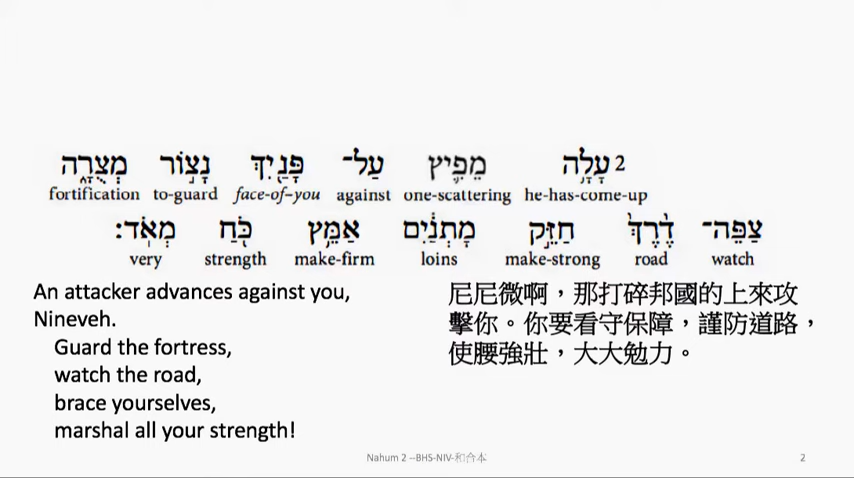 2 עָלָ֥ה מֵפִ֛יץ עַל־ פָּנַ֖יִךְ נָצ֣וֹר מְצֻרָ֑ה
fortification to-guard face-of-you against one-scattering he-has-come-up
צַפֵּה־ דֶ֙רֶךְ֙ חַזֵּ֣ק מָתְנַ֔יִם אַמֵּ֥ץ כֹּ֖חַ מְאֹֽד׃
very strength make-firm loins make-strong road watch
An attacker advances against you,
Nineveh.
Guard the fortress,
watch the road,
brace yourselves,
marshal all your strength!
尼尼微啊，那打碎邦國的上來攻
擊你。你要看守保障，謹防道路，
使腰強壯，大大勉力。
Nahum 2 --BHS-NIV-和合本
2